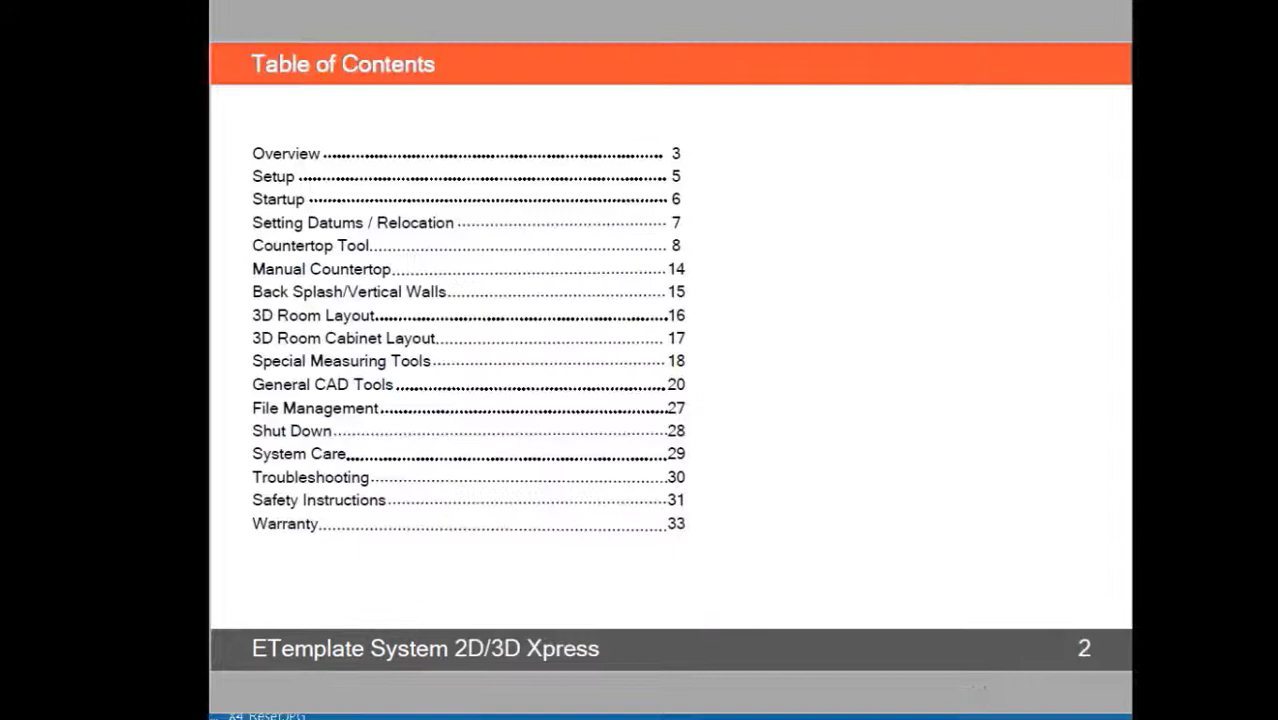 Table of Contents
Overview ........................ 3
Setup ........................ 5
Startup ........................ 6
Setting Datums / Relocation ........................ 7
Countertop Tool ........................ 8
Manual Countertop ........................ 14
Back Splash/Vertical Walls ........................ 15
3D Room Layout ........................ 16
3D Room Cabinet Layout ........................ 17
Special Measuring Tools ........................ 18
General CAD Tools ........................ 20
File Management ........................ 27
Shut Down ........................ 28
System Care ........................ 29
Troubleshooting ........................ 30
Safety Instructions ........................ 31
Warranty ........................ 33
ETemplate System 2D/3D Xpress 2